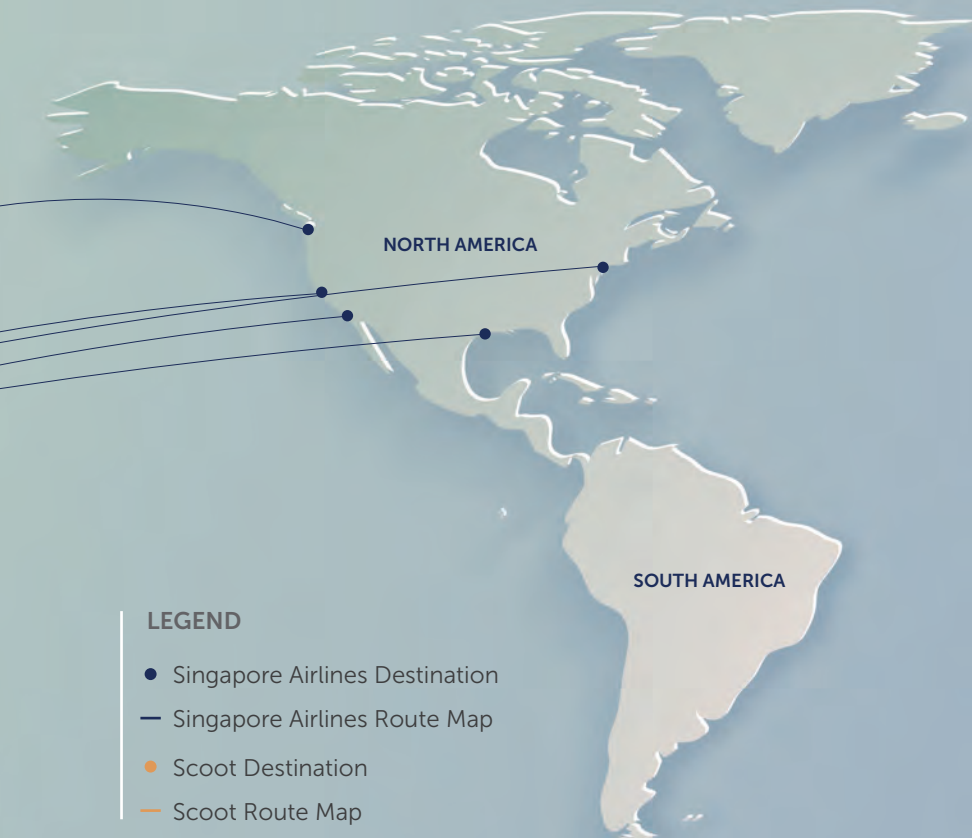 NORTH AMERICA
SOUTH AMERICA
LEGEND
Singapore Airlines Destination
Singapore Airlines Route Map
Scoot Destination
Scoot Route Map